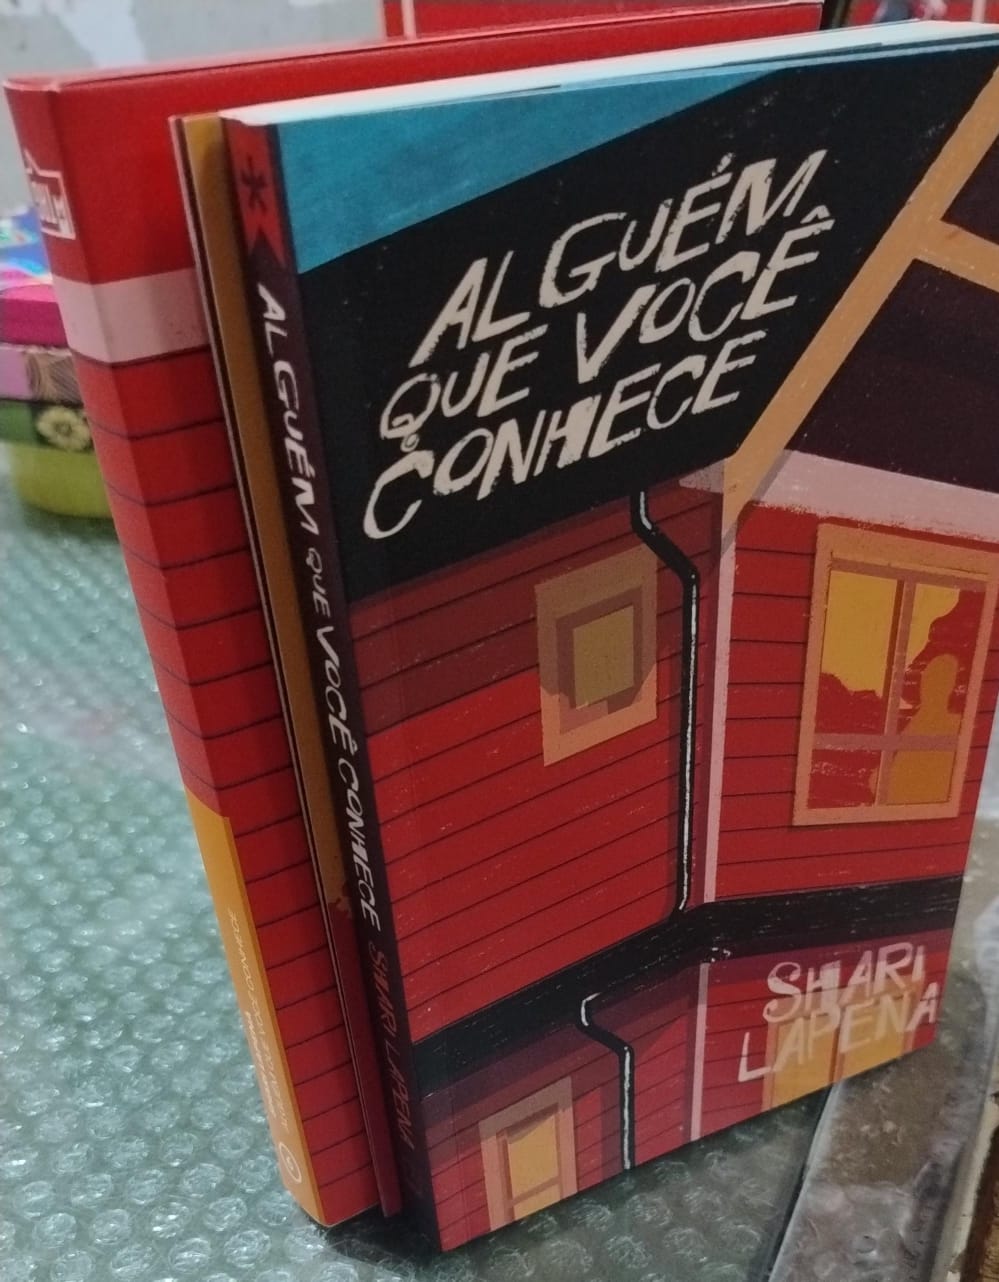 ALGUÉM
QUE VOCÊ
CONHECE
SHARI
LAPENA
ALGUÉM QUE VOCÊ CONHECE SHARI LAPENA